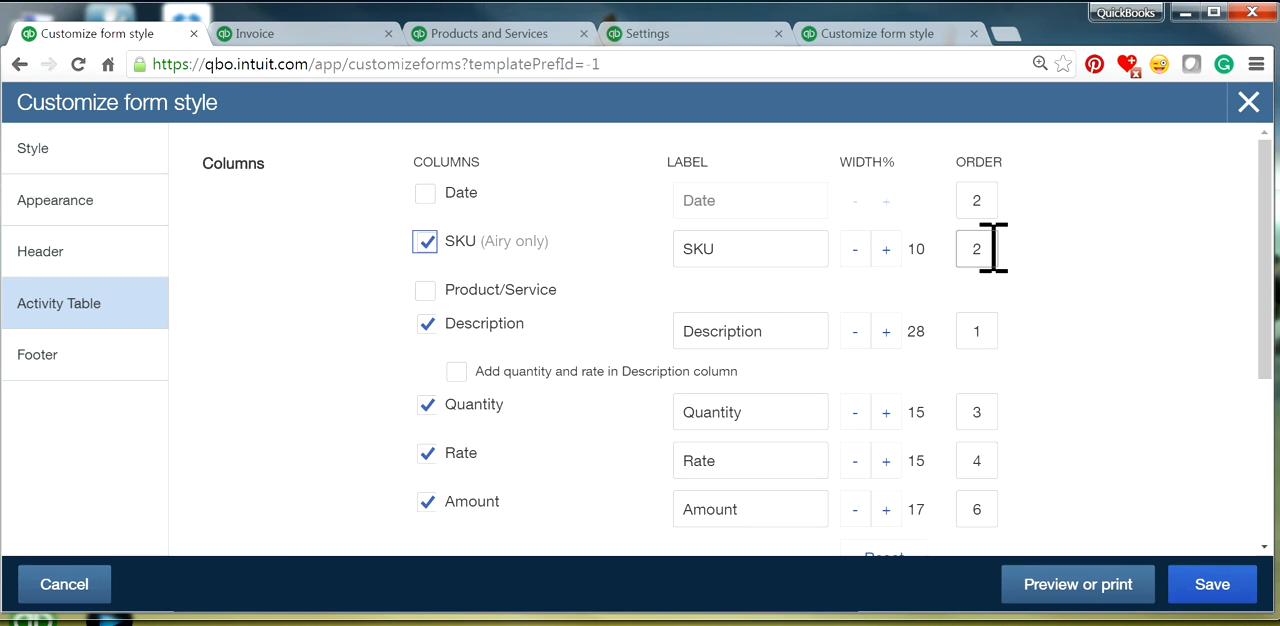 QuickBooks
Customize form style
Invoice
Products and Services
Settings
Customize form style
https://qbo.intuit.com/app/customizeforms?templatePrefId=-1
Customize form style
Style
Appearance
Header
Activity Table
Footer
Columns
COLUMNS LABEL WIDTH% ORDER
Date Date - + 2
SKU (Airy only) SKU - + 10 2
Product/Service
Description Description - + 28 1
Add quantity and rate in Description column
Quantity Quantity - + 15 3
Rate Rate - + 15 4
Amount Amount - + 17 6
Reset
Cancel Preview or print Save